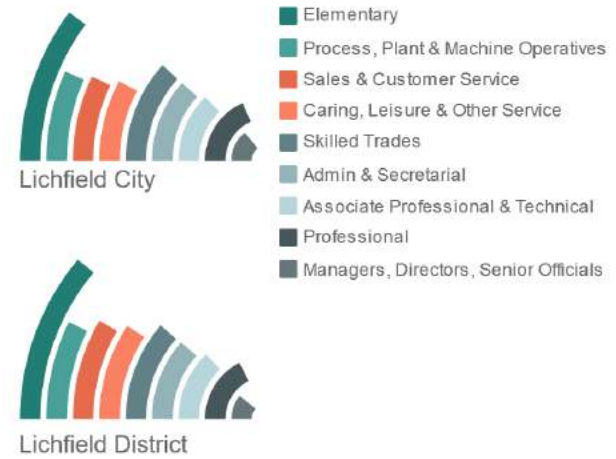 Elementary
Process, Plant & Machine Operatives
Sales & Customer Service
Caring, Leisure & Other Service
Skilled Trades
Admin & Secretarial
Associate Professional & Technical
Professional
Managers, Directors, Senior Officials
Lichfield City
Lichfield District